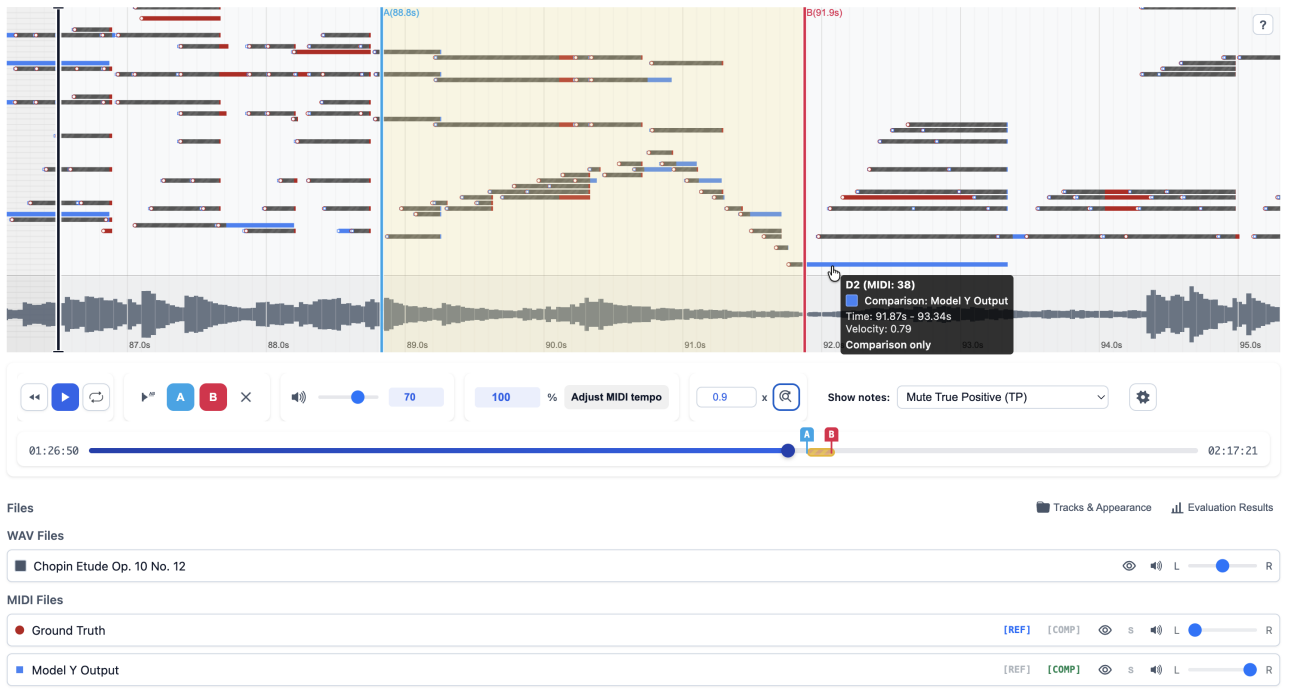 A(88.8s)
B(91.9s)
?
D2 (MIDI: 38)
Comparison: Model Y Output
Time: 91.87s - 93.34s
Velocity: 0.79
Comparison only
87.0s
88.0s
89.0s
90.0s
91.0s
92.0s
93.0s
94.0s
95.0s
A
B
70
100
%
Adjust MIDI tempo
0.9
x
Show notes:
Mute True Positive (TP)
A
B
01:26:50
02:17:21
Files
Tracks & Appearance
Evaluation Results
WAV Files
Chopin Etude Op. 10 No. 12
L
R
MIDI Files
Ground Truth
[REF]
[COMP]
S
L
R
Model Y Output
[REF]
[COMP]
S
L
R